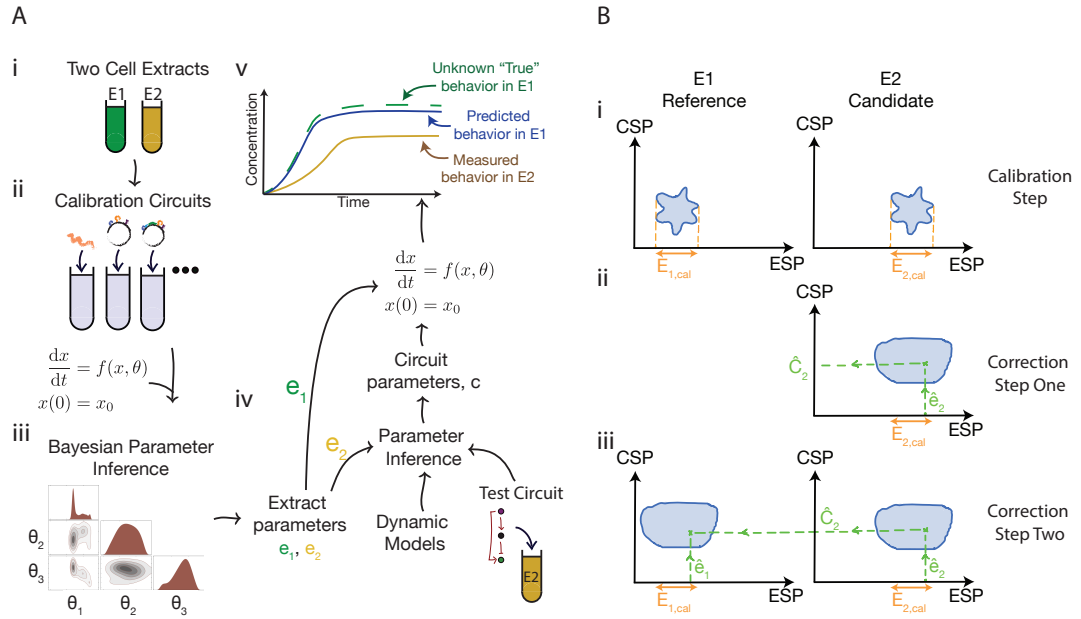 A
i
Two Cell Extracts
E1
E2
ii
Calibration Circuits
dx
dt
= f(x, θ)
x(0) = x₀
iii
Bayesian Parameter
Inference
θ₂
θ₃
θ₁
θ₂
θ₃
iv
Extract
parameters
e₁, e₂
e₁
e₂
Dynamic
Models
Test Circuit
E2
Parameter
Inference
Circuit
parameters, c
dx
dt
= f(x, θ)
x(0) = x₀
v
Concentration
Time
Unknown “True”
behavior in E1
Predicted
behavior in E1
Measured
behavior in E2
B
E1
Reference
E2
Candidate
i
CSP
E₁,cal
CSP
E₂,cal
ESP
Calibration
Step
ii
CSP
Ĉ₂
ê₂
E₂,cal
ESP
Correction
Step One
iii
CSP
ê₁
E₁,cal
CSP
Ĉ₂
ê₂
E₂,cal
ESP
Correction
Step Two